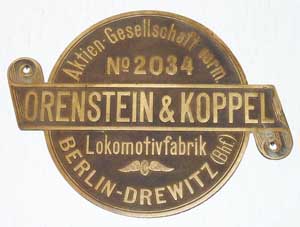 Aktien-Gesellschaft vorm.
No 2034
ORENSTEIN & KOPPEL
Lokomotivfabrik
BERLIN-DREWITZ (Bhf.)